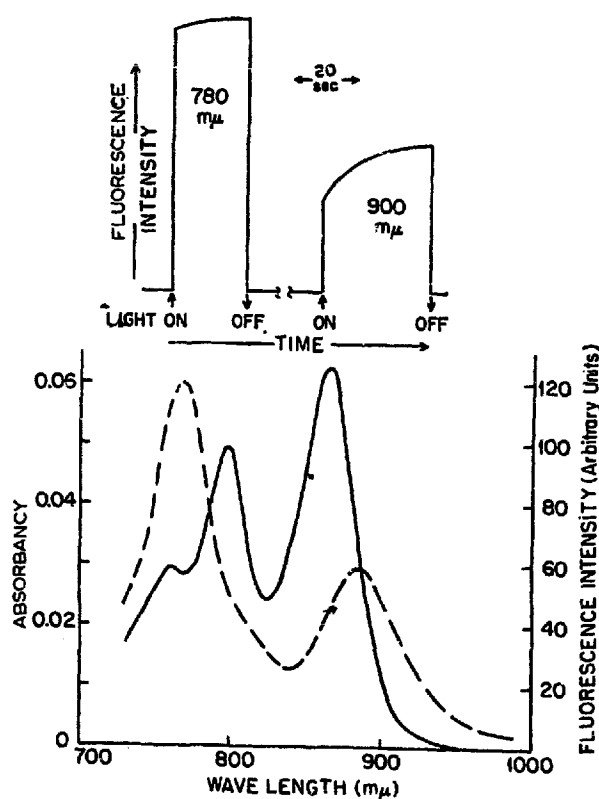 FLUORESCENCE
INTENSITY
780
mμ
20
sec
900
mμ
LIGHT ON
OFF
ON
OFF
TIME
0.06
0.04
0.02
0
ABSORBANCY
120
100
80
60
40
20
FLUORESCENCE INTENSITY (Arbitrary Units)
700
800
900
1000
WAVE LENGTH (mμ)